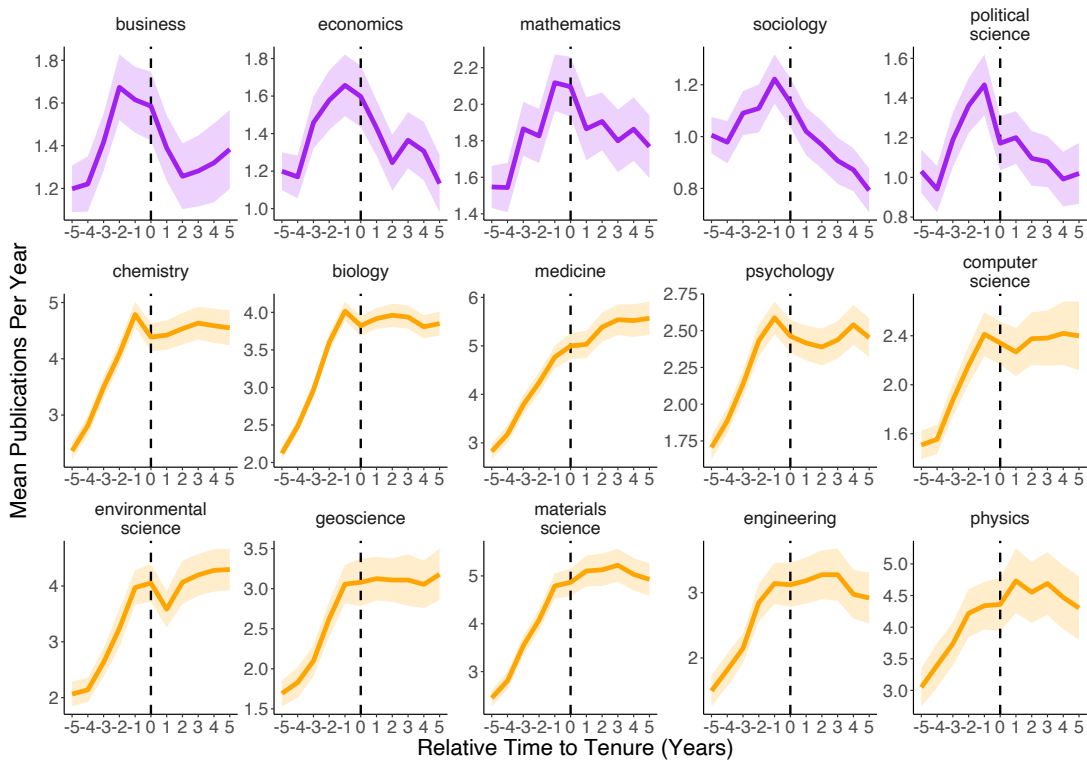 business
economics
mathematics
sociology
political
science
1.8
1.6
1.4
1.2
1.8
1.6
1.4
1.2
1.0
2.2
2.0
1.8
1.6
1.4
1.2
1.0
0.8
1.6
1.4
1.2
1.0
0.8
-5-4-3-2-1 0 1 2 3 4 5
-5-4-3-2-1 0 1 2 3 4 5
-5-4-3-2-1 0 1 2 3 4 5
-5-4-3-2-1 0 1 2 3 4 5
-5-4-3-2-1 0 1 2 3 4 5
Mean Publications Per Year
chemistry
biology
medicine
psychology
computer
science
5
4
3
4.0
3.5
3.0
2.5
2.0
6
5
4
3
2.75
2.50
2.25
2.00
1.75
2.4
2.0
1.6
-5-4-3-2-1 0 1 2 3 4 5
-5-4-3-2-1 0 1 2 3 4 5
-5-4-3-2-1 0 1 2 3 4 5
-5-4-3-2-1 0 1 2 3 4 5
-5-4-3-2-1 0 1 2 3 4 5
environmental
science
geoscience
materials
science
engineering
physics
4
3
2
3.5
3.0
2.5
2.0
1.5
5
4
3
4
3
2
5.0
4.5
4.0
3.5
3.0
-5-4-3-2-1 0 1 2 3 4 5
-5-4-3-2-1 0 1 2 3 4 5
-5-4-3-2-1 0 1 2 3 4 5
-5-4-3-2-1 0 1 2 3 4 5
-5-4-3-2-1 0 1 2 3 4 5
Relative Time to Tenure (Years)